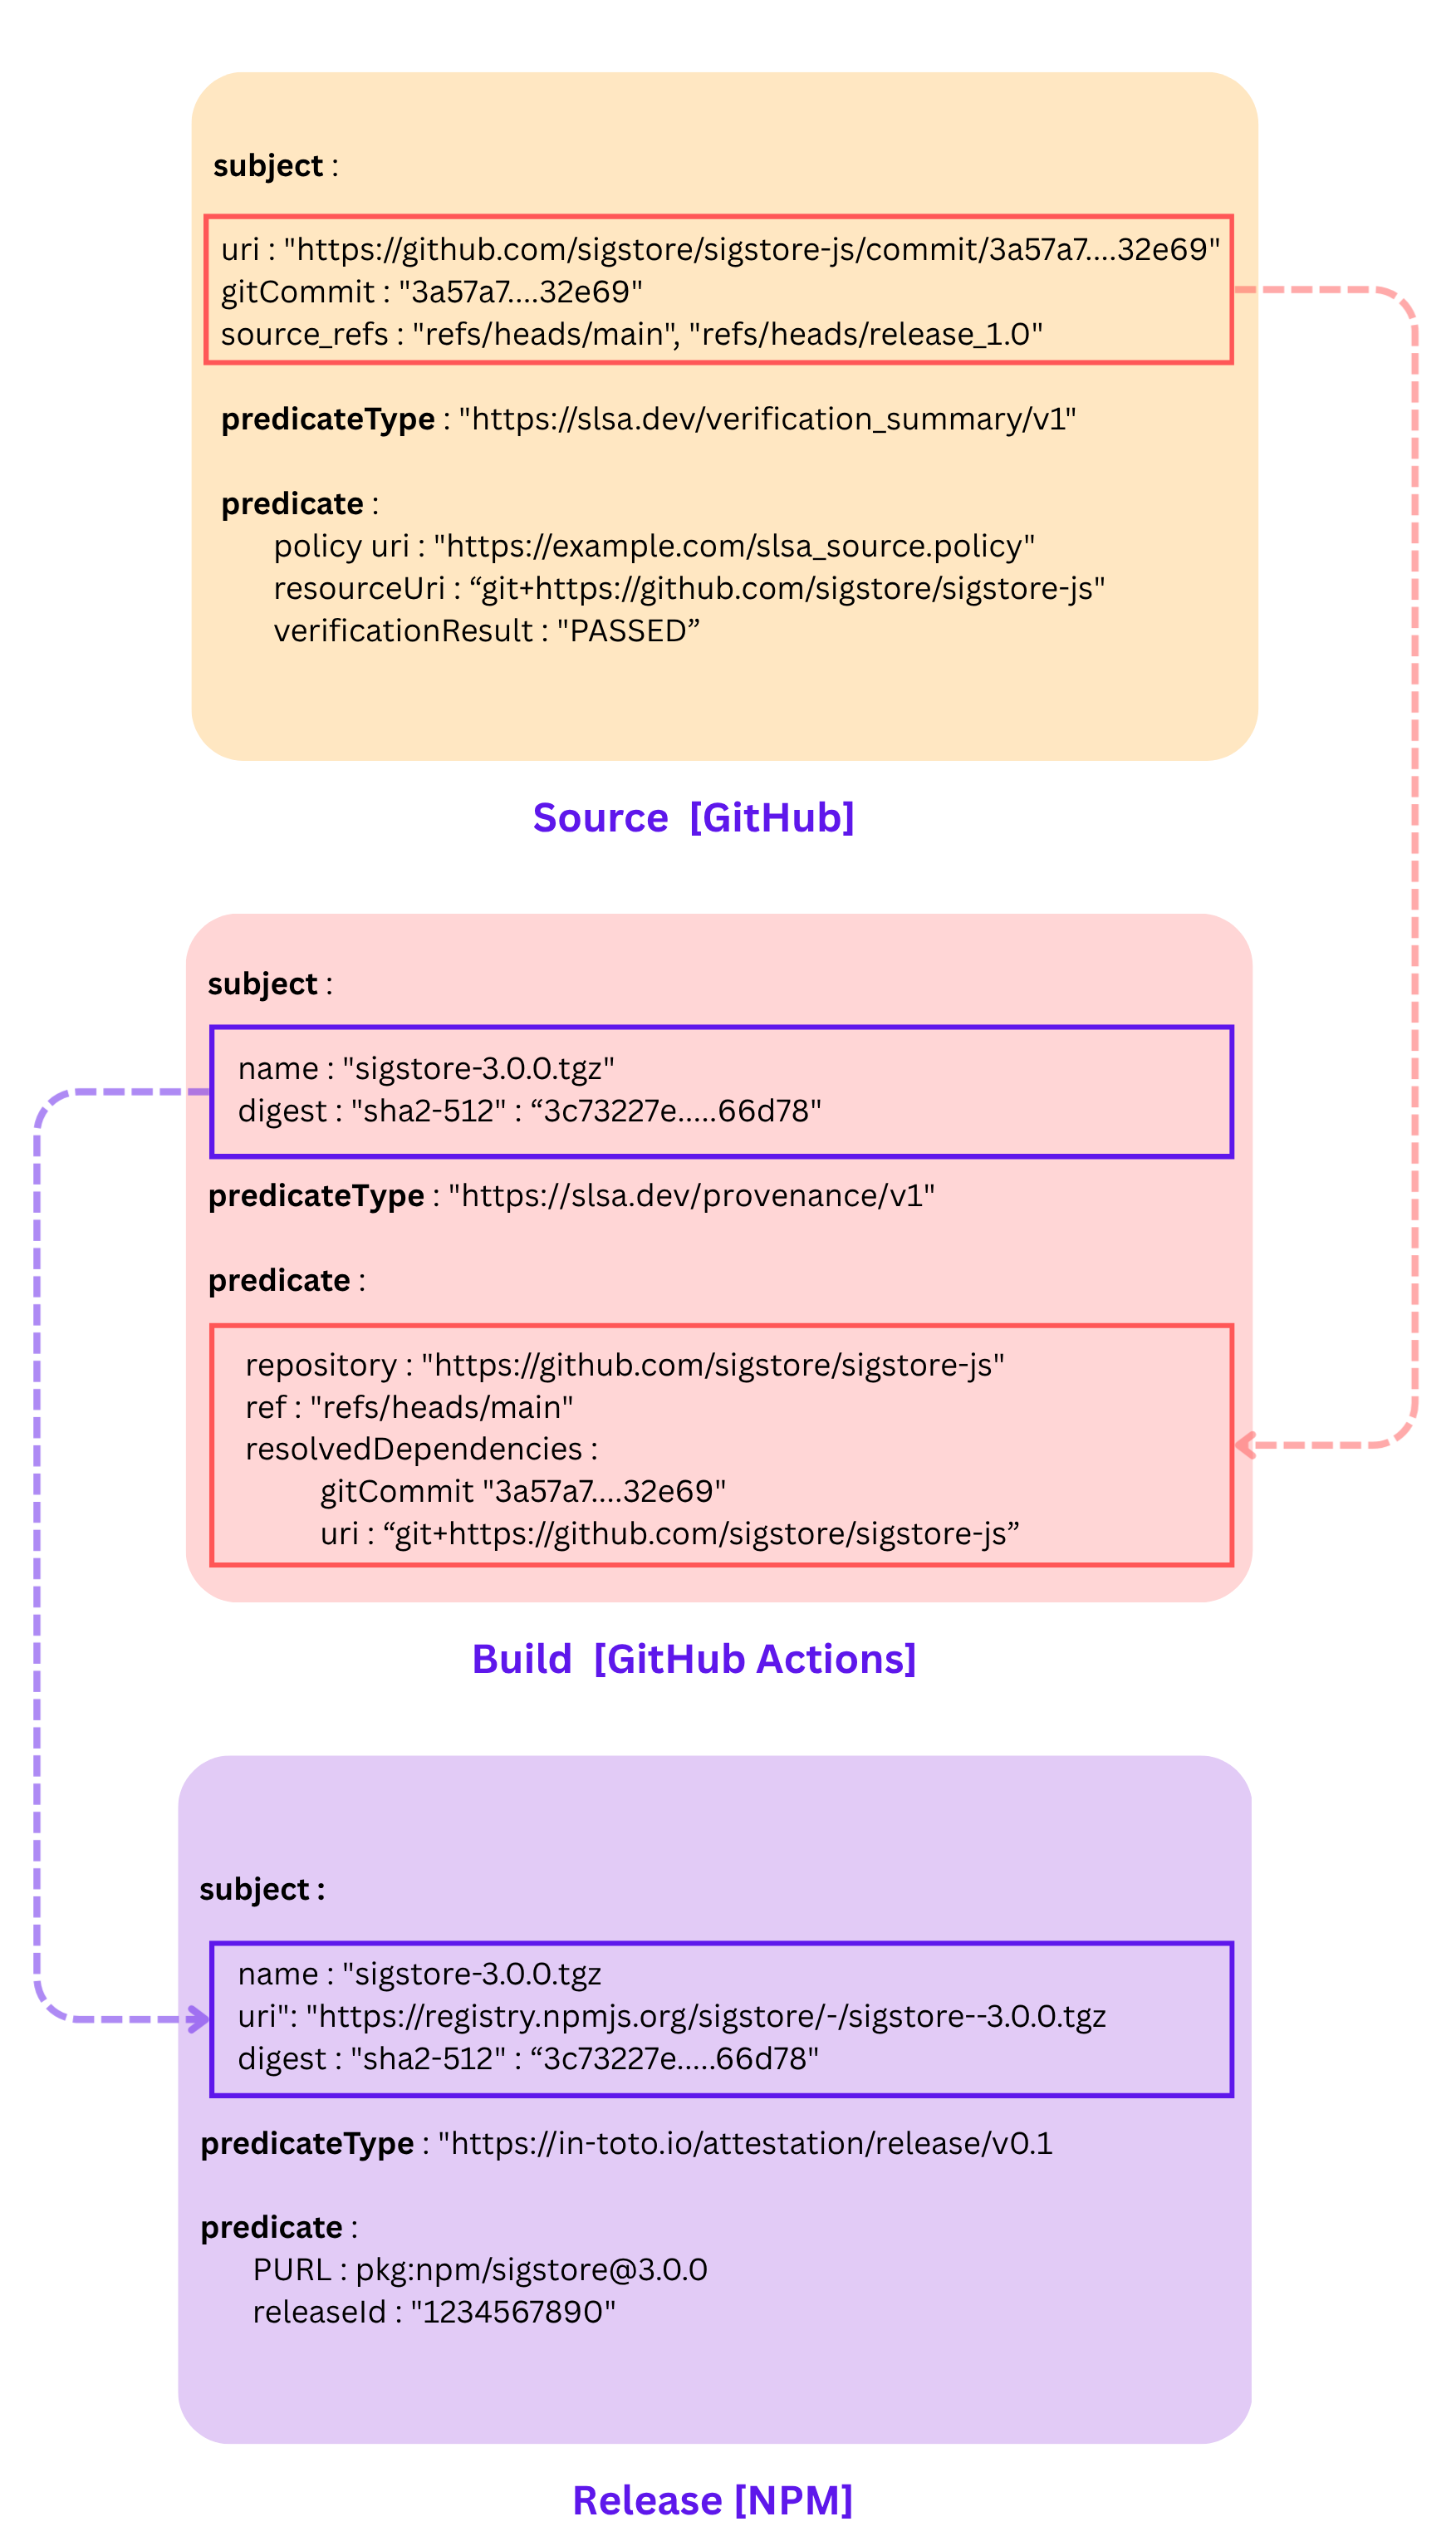 subject :
uri : "https://github.com/sigstore/sigstore-js/commit/3a57a7....32e69"
gitCommit : "3a57a7....32e69"
source_refs : "refs/heads/main", "refs/heads/release_1.0"
predicateType : "https://slsa.dev/verification_summary/v1"
predicate :
policy uri : "https://example.com/slsa_source.policy"
resourceUri : “git+https://github.com/sigstore/sigstore-js"
verificationResult : "PASSED”
Source [GitHub]
subject :
name : "sigstore-3.0.0.tgz"
digest : "sha2-512" : “3c73227e.....66d78"
predicateType : "https://slsa.dev/provenance/v1"
predicate :
repository : "https://github.com/sigstore/sigstore-js"
ref : "refs/heads/main"
resolvedDependencies :
gitCommit "3a57a7....32e69"
uri : “git+https://github.com/sigstore/sigstore-js”
Build [GitHub Actions]
subject :
name : "sigstore-3.0.0.tgz
uri": "https://registry.npmjs.org/sigstore/-/sigstore--3.0.0.tgz
digest : "sha2-512" : “3c73227e.....66d78"
predicateType : "https://in-toto.io/attestation/release/v0.1
predicate :
PURL : pkg:npm/sigstore@3.0.0
releaseId : "1234567890"
Release [NPM]